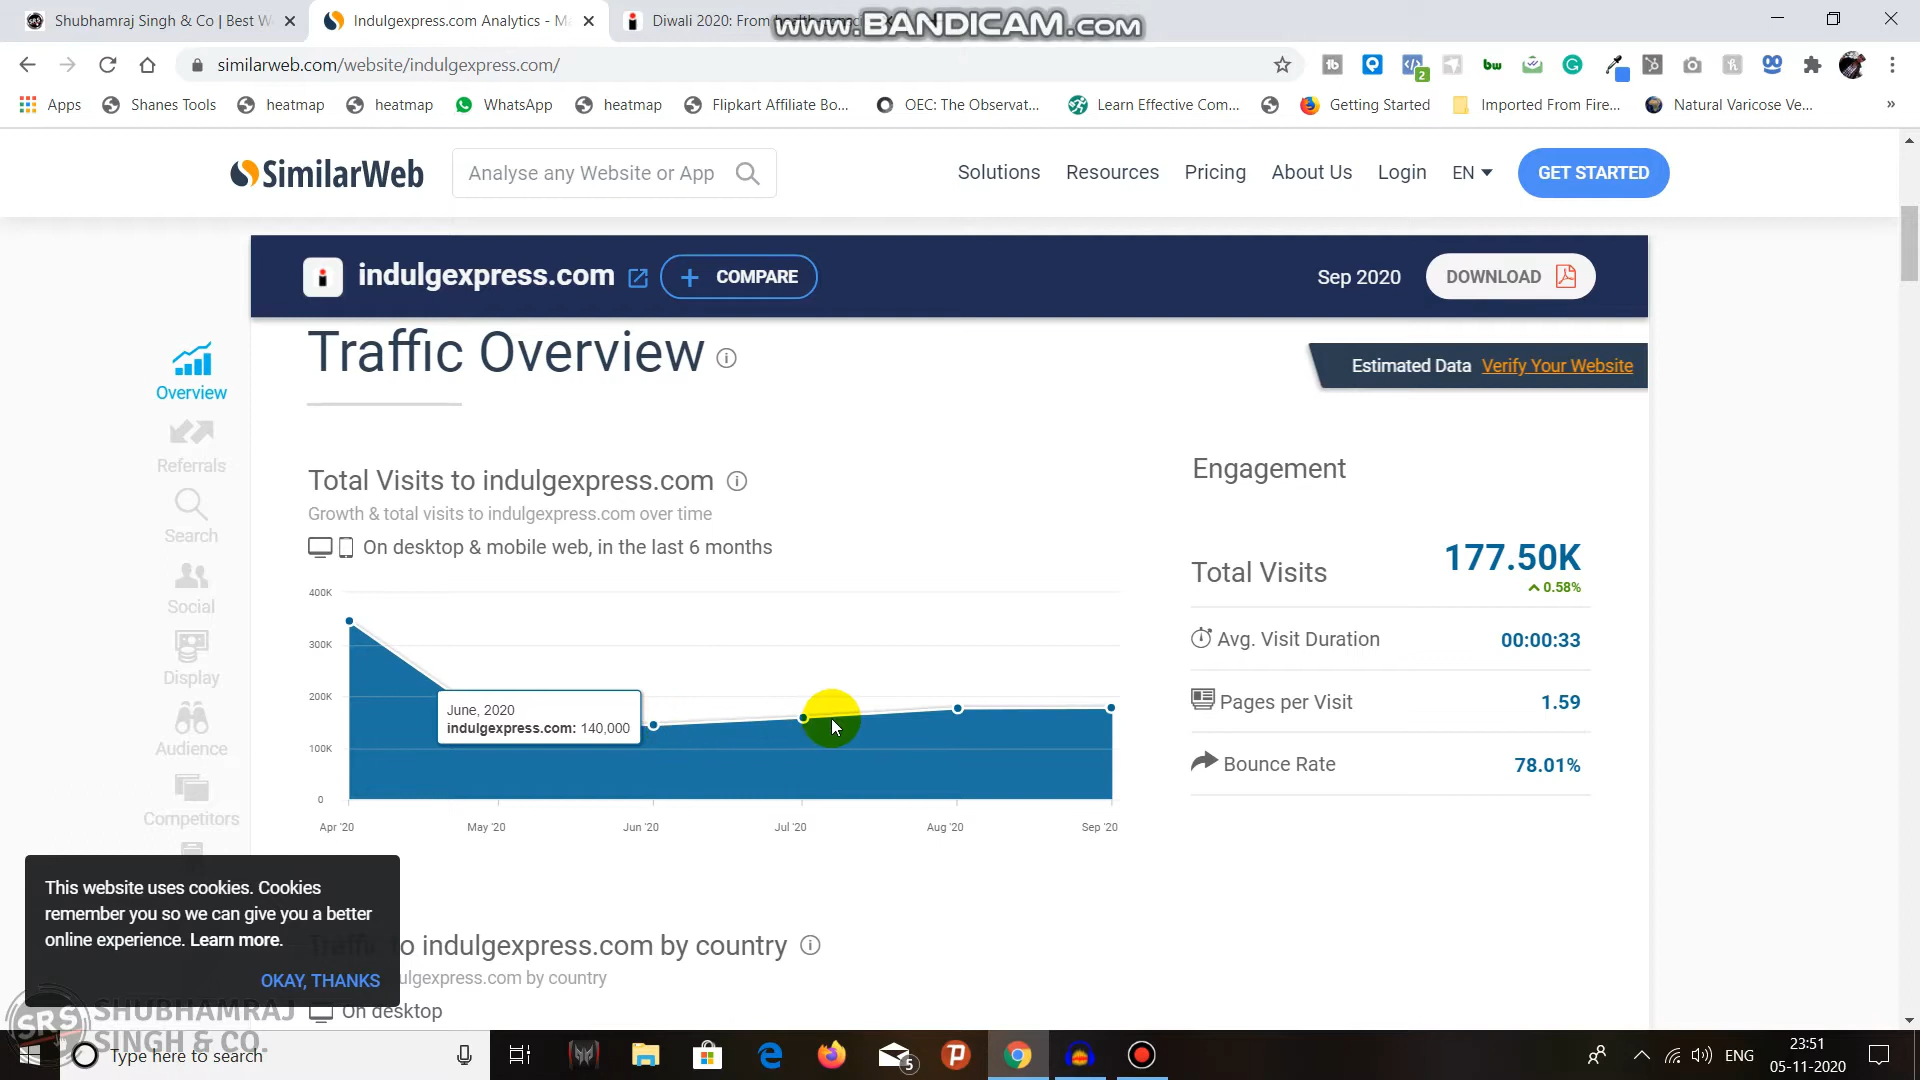 Shubhamraj Singh & Co | Best W
Indulgexpress.com Analytics - M
Diwali 2020: From
www.BANDICAM.com
similarweb.com/website/indulgexpress.com/
Apps
Shanes Tools
heatmap
heatmap
WhatsApp
heatmap
Flipkart Affiliate Bo...
OEC: The Observat...
Learn Effective Com...
Getting Started
Imported From Fire...
Natural Varicose Ve...
»
SimilarWeb
Analyse any Website or App
Solutions
Resources
Pricing
About Us
Login
EN
GET STARTED
indulgexpress.com
+ COMPARE
Sep 2020
DOWNLOAD
Overview
Referrals
Search
Social
Display
Audience
Competitors
Traffic Overview
Estimated Data Verify Your Website
Total Visits to indulgexpress.com
Growth & total visits to indulgexpress.com over time
On desktop & mobile web, in the last 6 months
400K
300K
200K
100K
0
June, 2020
indulgexpress.com: 140,000
Apr '20
May '20
Jun '20
Jul '20
Aug '20
Sep '20
Engagement
Total Visits
177.50K
0.58%
Avg. Visit Duration
00:00:33
Pages per Visit
1.59
Bounce Rate
78.01%
This website uses cookies. Cookies
remember you so we can give you a better
online experience. Learn more.
OKAY, THANKS
to indulgexpress.com by country
ulgexpress.com by country
On desktop
SRS
SHUBHAMRAJ
SINGH & CO.
Type here to search
5
ENG
23:51
05-11-2020